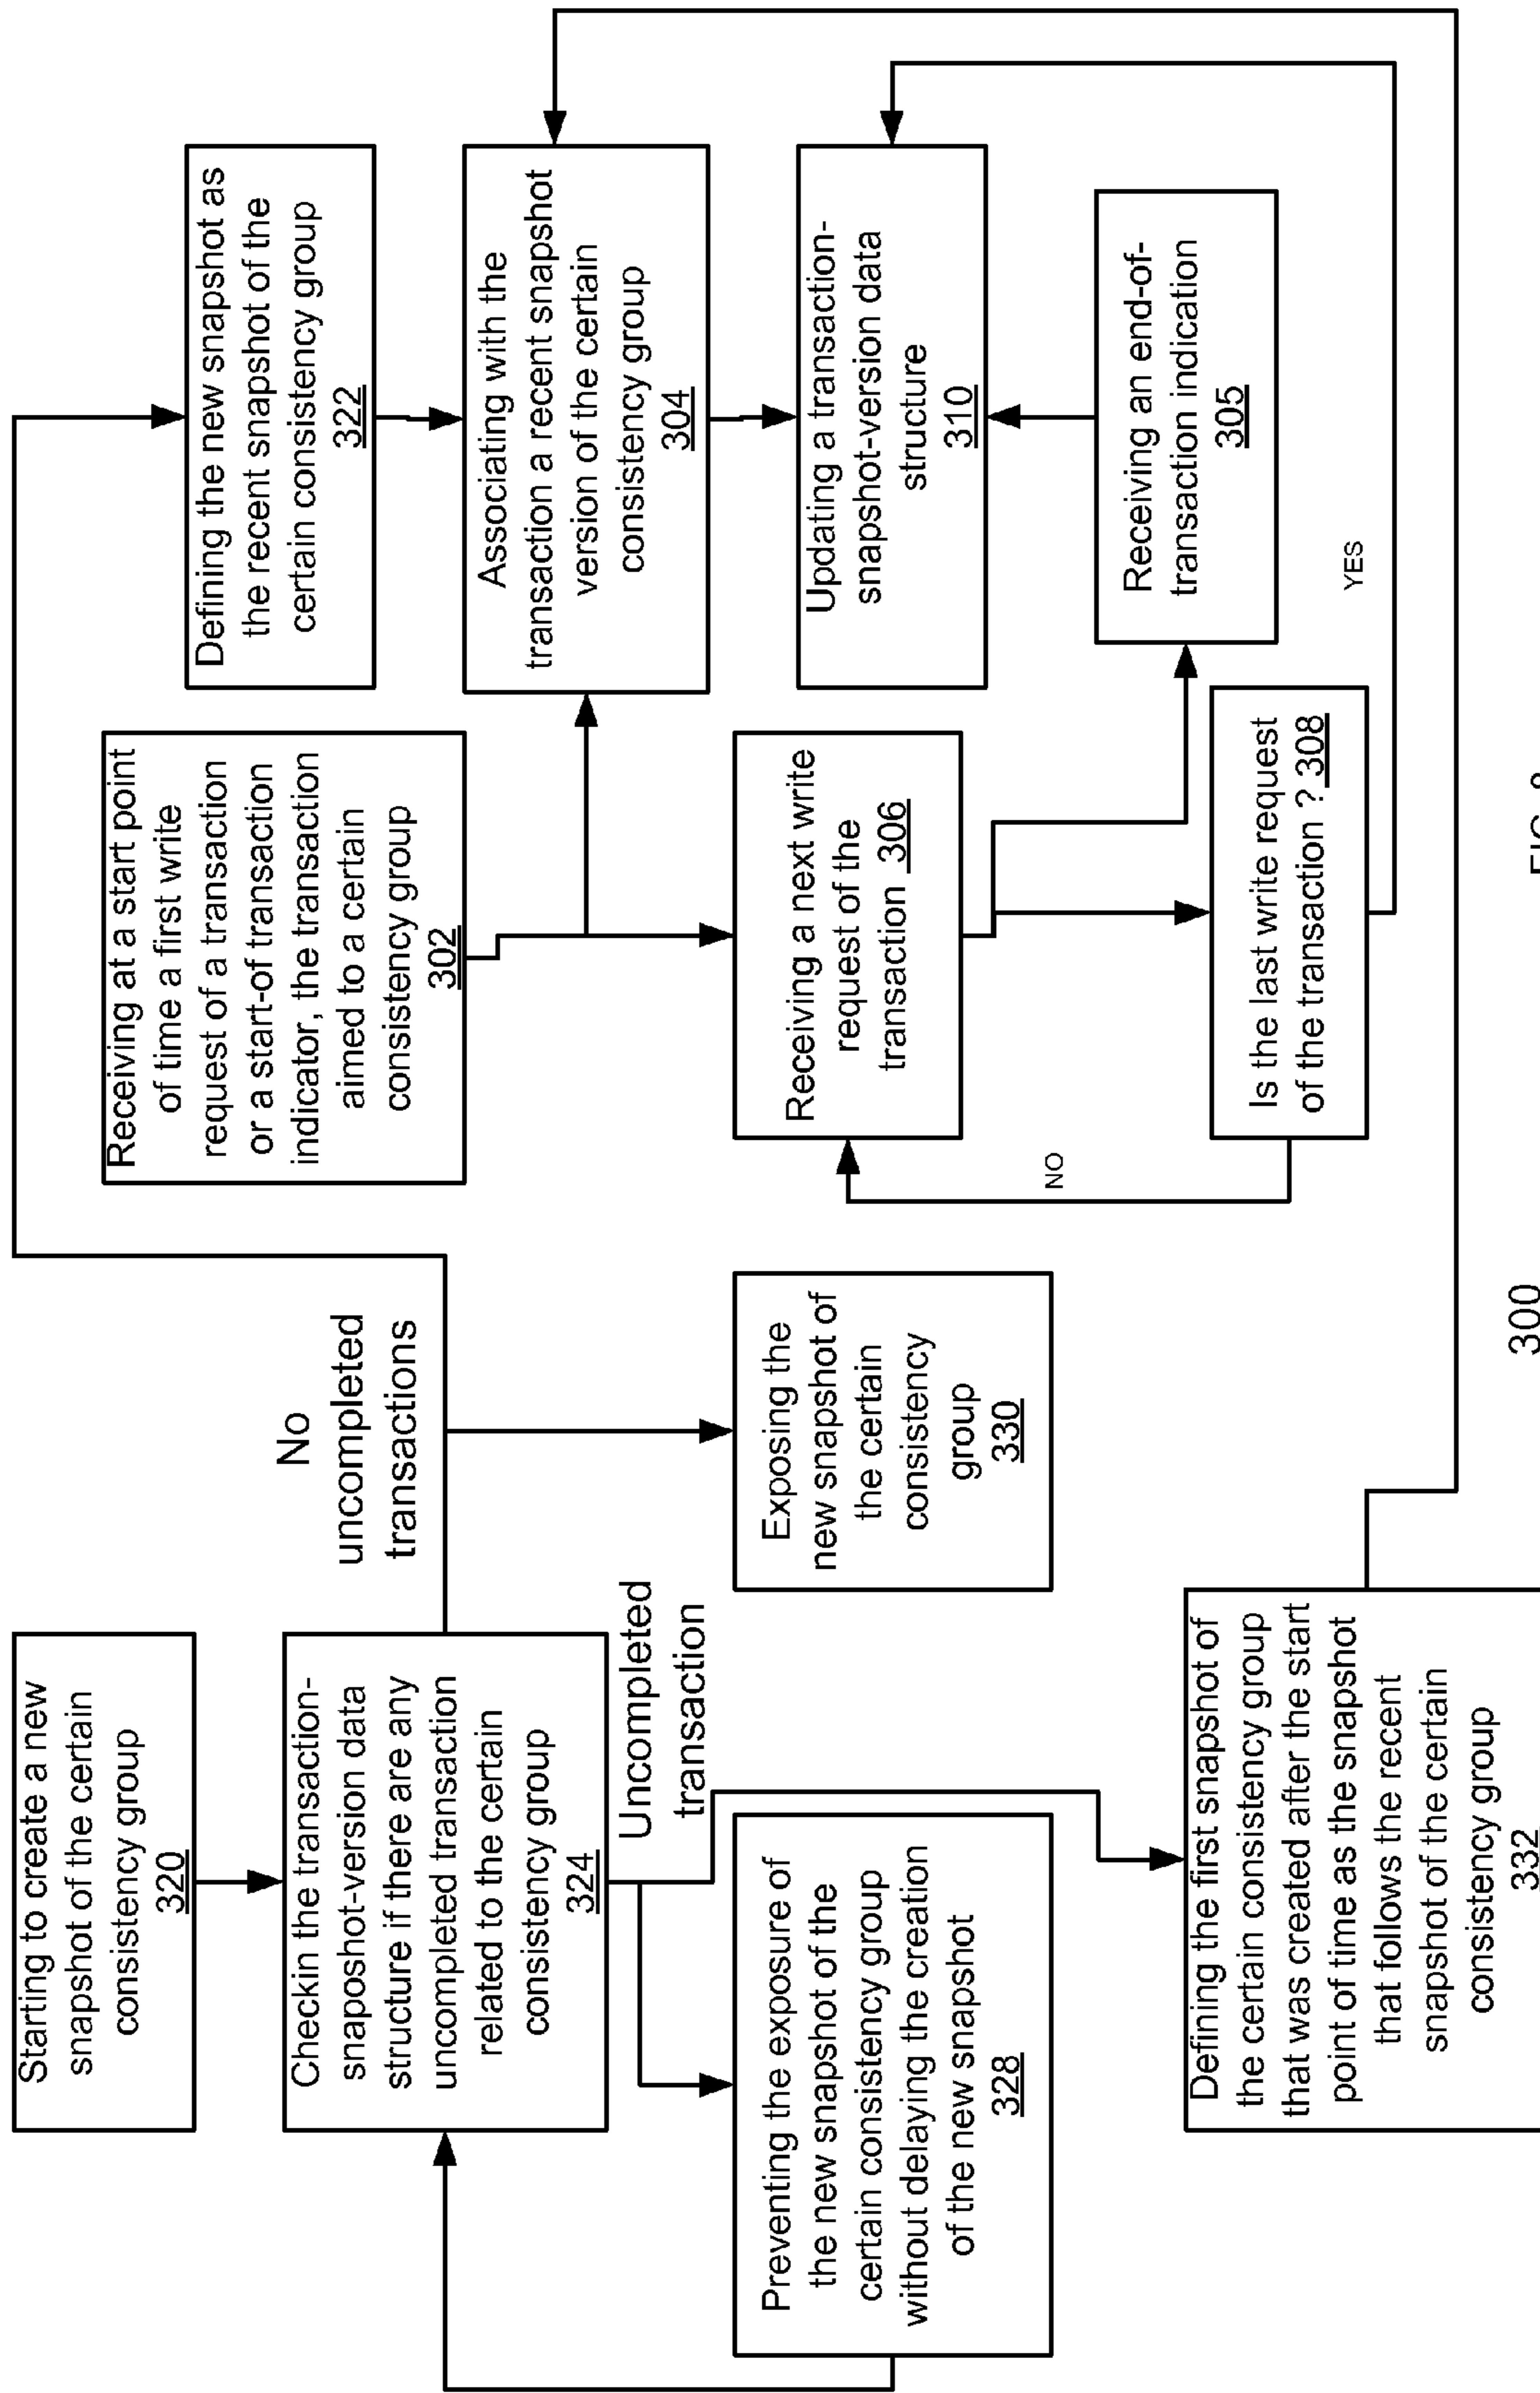 Starting to create a new
snapshot of the certain
consistency group
320
Checkin the transaction-
snaposhot-version data
structure if there are any
uncompleted transaction
related to the certain
consistency group
324
No
uncompleted
transactions
Uncompleted
transaction
Preventing the exposure of
the new snapshot of the
certain consistency group
without delaying the creation
of the new snapshot
328
Exposing the
new snapshot of
the certain
consistency
group
330
Defining the first snapshot of
the certain consistency group
that was created after the start
point of time as the snapshot
that follows the recent
snapshot of the certain
consistency group
332
Receiving at a start point
of time a first write
request of a transaction
or a start-of transaction
indicator, the transaction
aimed to a certain
consistency group
302
Receiving a next write
request of the
transaction 306
NO
Is the last write request
of the transaction ? 308
YES
Defining the new snapshot as
the recent snapshot of the
certain consistency group
322
Associating with the
transaction a recent snapshot
version of the certain
consistency group
304
Updating a transaction-
snapshot-version data
structure
310
Receiving an end-of-
transaction indication
305
300